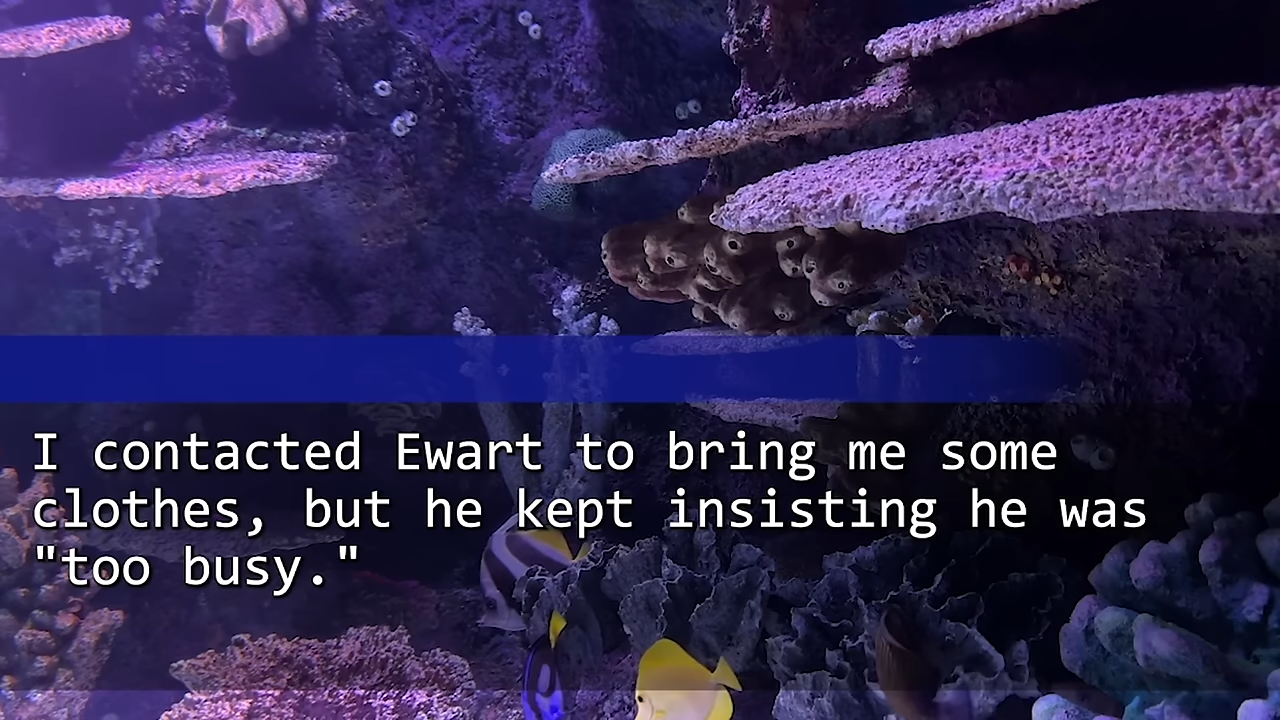 I contacted Ewart to bring me some
clothes, but he kept insisting he was
"too busy."